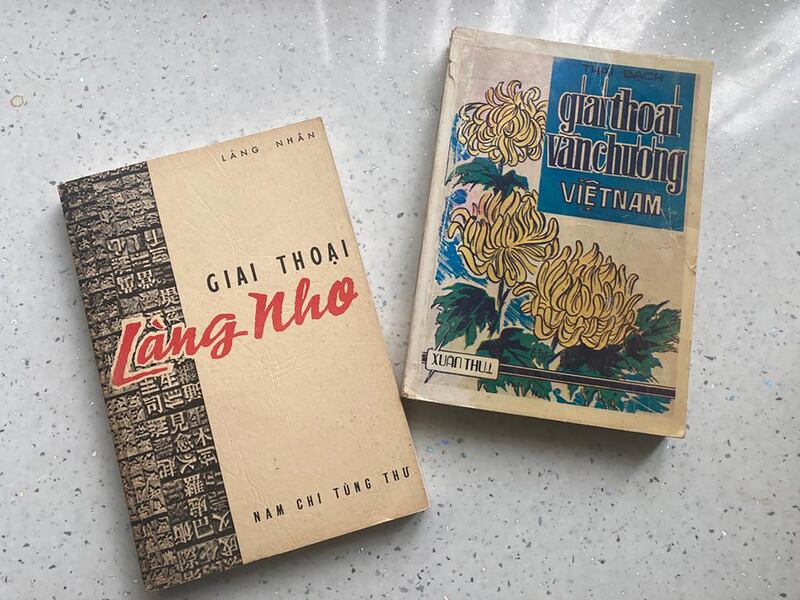 LÃNG NHÂN
GIAI THOẠI
Làng Nho
NAM CHI TÙNG THƯ
THÁI BẠCH
giai thoại
văn chương
VIỆT NAM
XUÂN THU